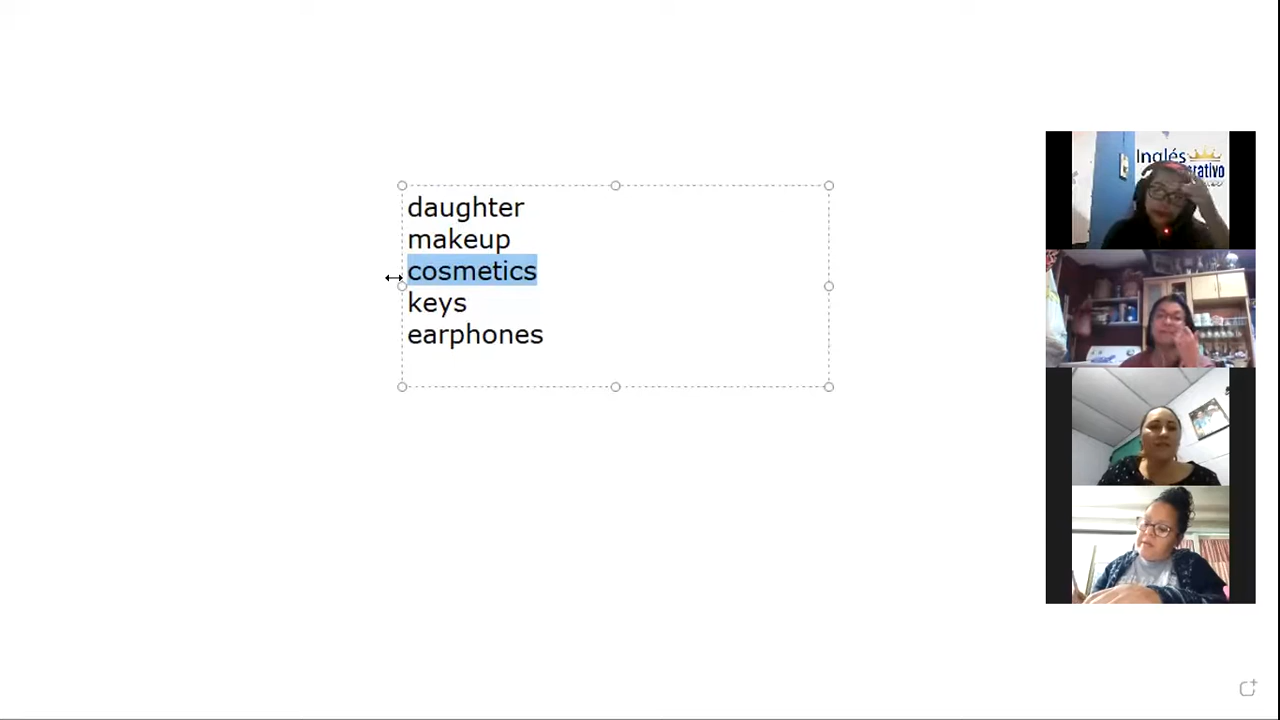 daughter
makeup
cosmetics
keys
earphones
Inglés